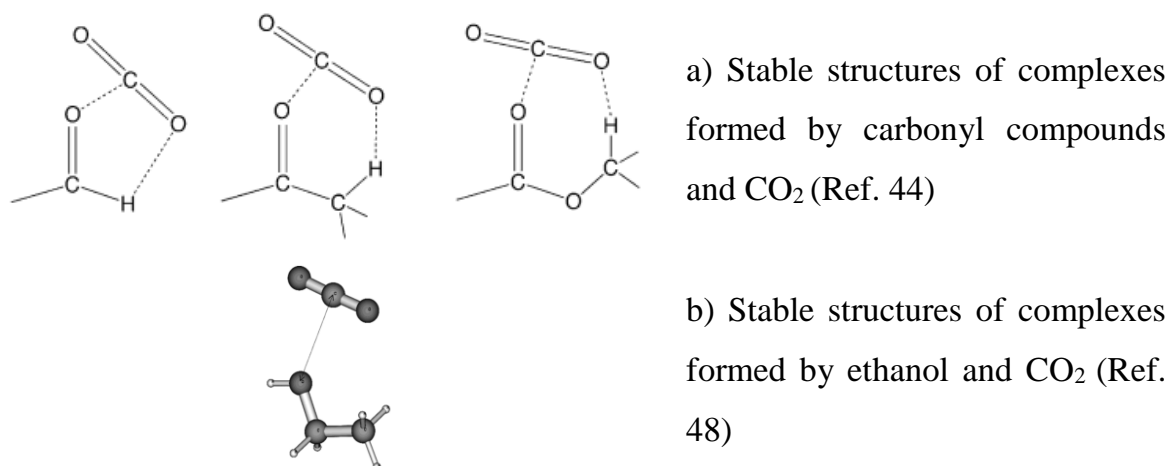 a) Stable structures of complexes
formed by carbonyl compounds
and CO₂ (Ref. 44)
b) Stable structures of complexes
formed by ethanol and CO₂ (Ref.
48)
O
C
O
O
C
H
O
C
O
O
H
C
C
O
C
O
O
H
C
C
O